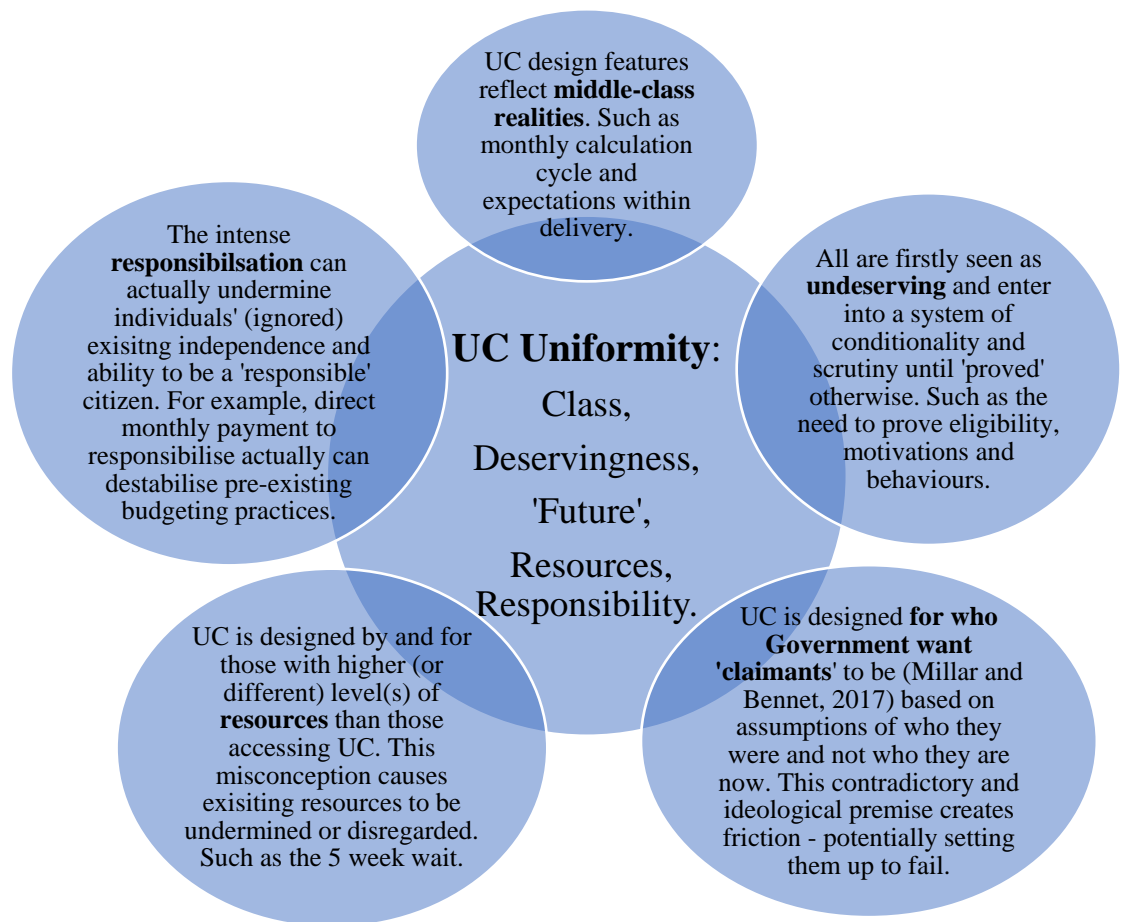 UC design features
reflect middle-class
realities. Such as
monthly calculation
cycle and
expectations within
delivery.
All are firstly seen as
undeserving and enter
into a system of
conditionality and
scrutiny until 'proved'
otherwise. Such as the
need to prove eligibility,
motivations and
behaviours.
UC is designed for who
Government want
'claimants' to be (Millar and
Bennet, 2017) based on
assumptions of who they
were and not who they are
now. This contradictory and
ideological premise creates
friction - potentially setting
them up to fail.
UC is designed by and for
those with higher (or
different) level(s) of
resources than those
accessing UC. This
misconception causes
exisiting resources to be
undermined or disregarded.
Such as the 5 week wait.
The intense
responsibilsation can
actually undermine
individuals' (ignored)
exisitng independence and
ability to be a 'responsible'
citizen. For example, direct
monthly payment to
responsibilise actually can
destabilise pre-existing
budgeting practices.
UC Uniformity:
Class,
Deservingness,
'Future',
Resources,
Responsibility.